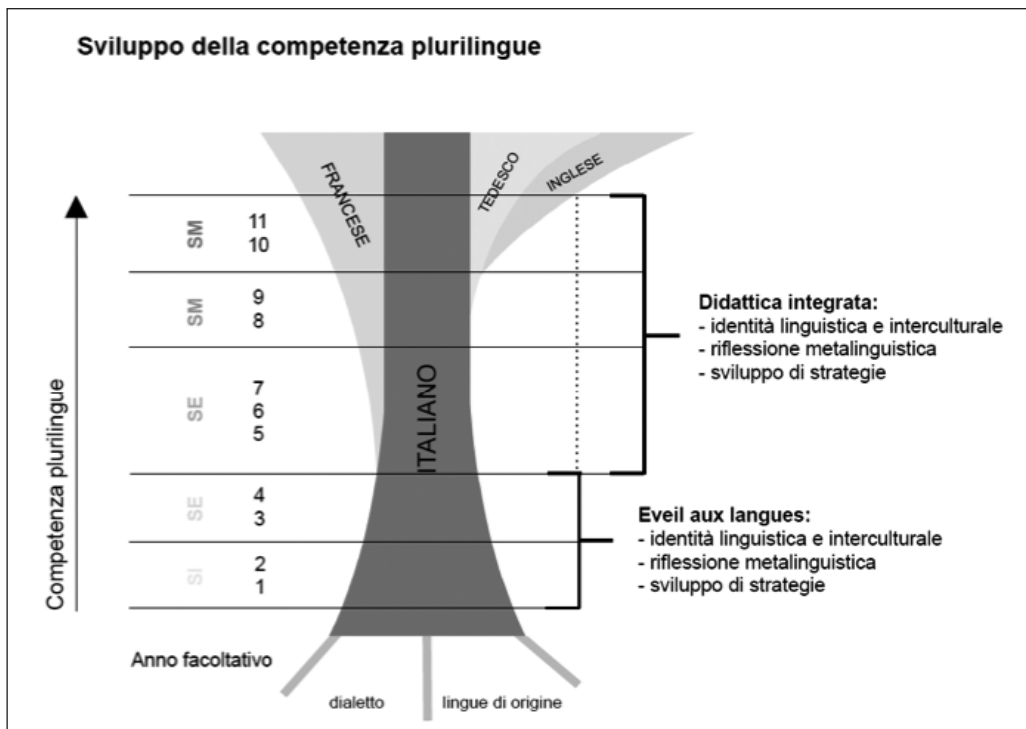 Sviluppo della competenza plurilingue
FRANCESE
ITALIANO
TEDESCO
INGLESE
Competenza plurilingue
SM
11
10
SM
9
8
SE
7
6
5
SE
4
3
SI
2
1
Anno facoltativo
dialetto
lingue di origine
Didattica integrata:
- identità linguistica e interculturale
- riflessione metalinguistica
- sviluppo di strategie
Eveil aux langues:
- identità linguistica e interculturale
- riflessione metalinguistica
- sviluppo di strategie